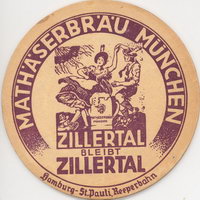 MATHÄSERBRÄU MÜNCHEN
ZILLERTAL
BLEIBT
ZILLERTAL
Hamburg-St. Pauli, Reeperbahn